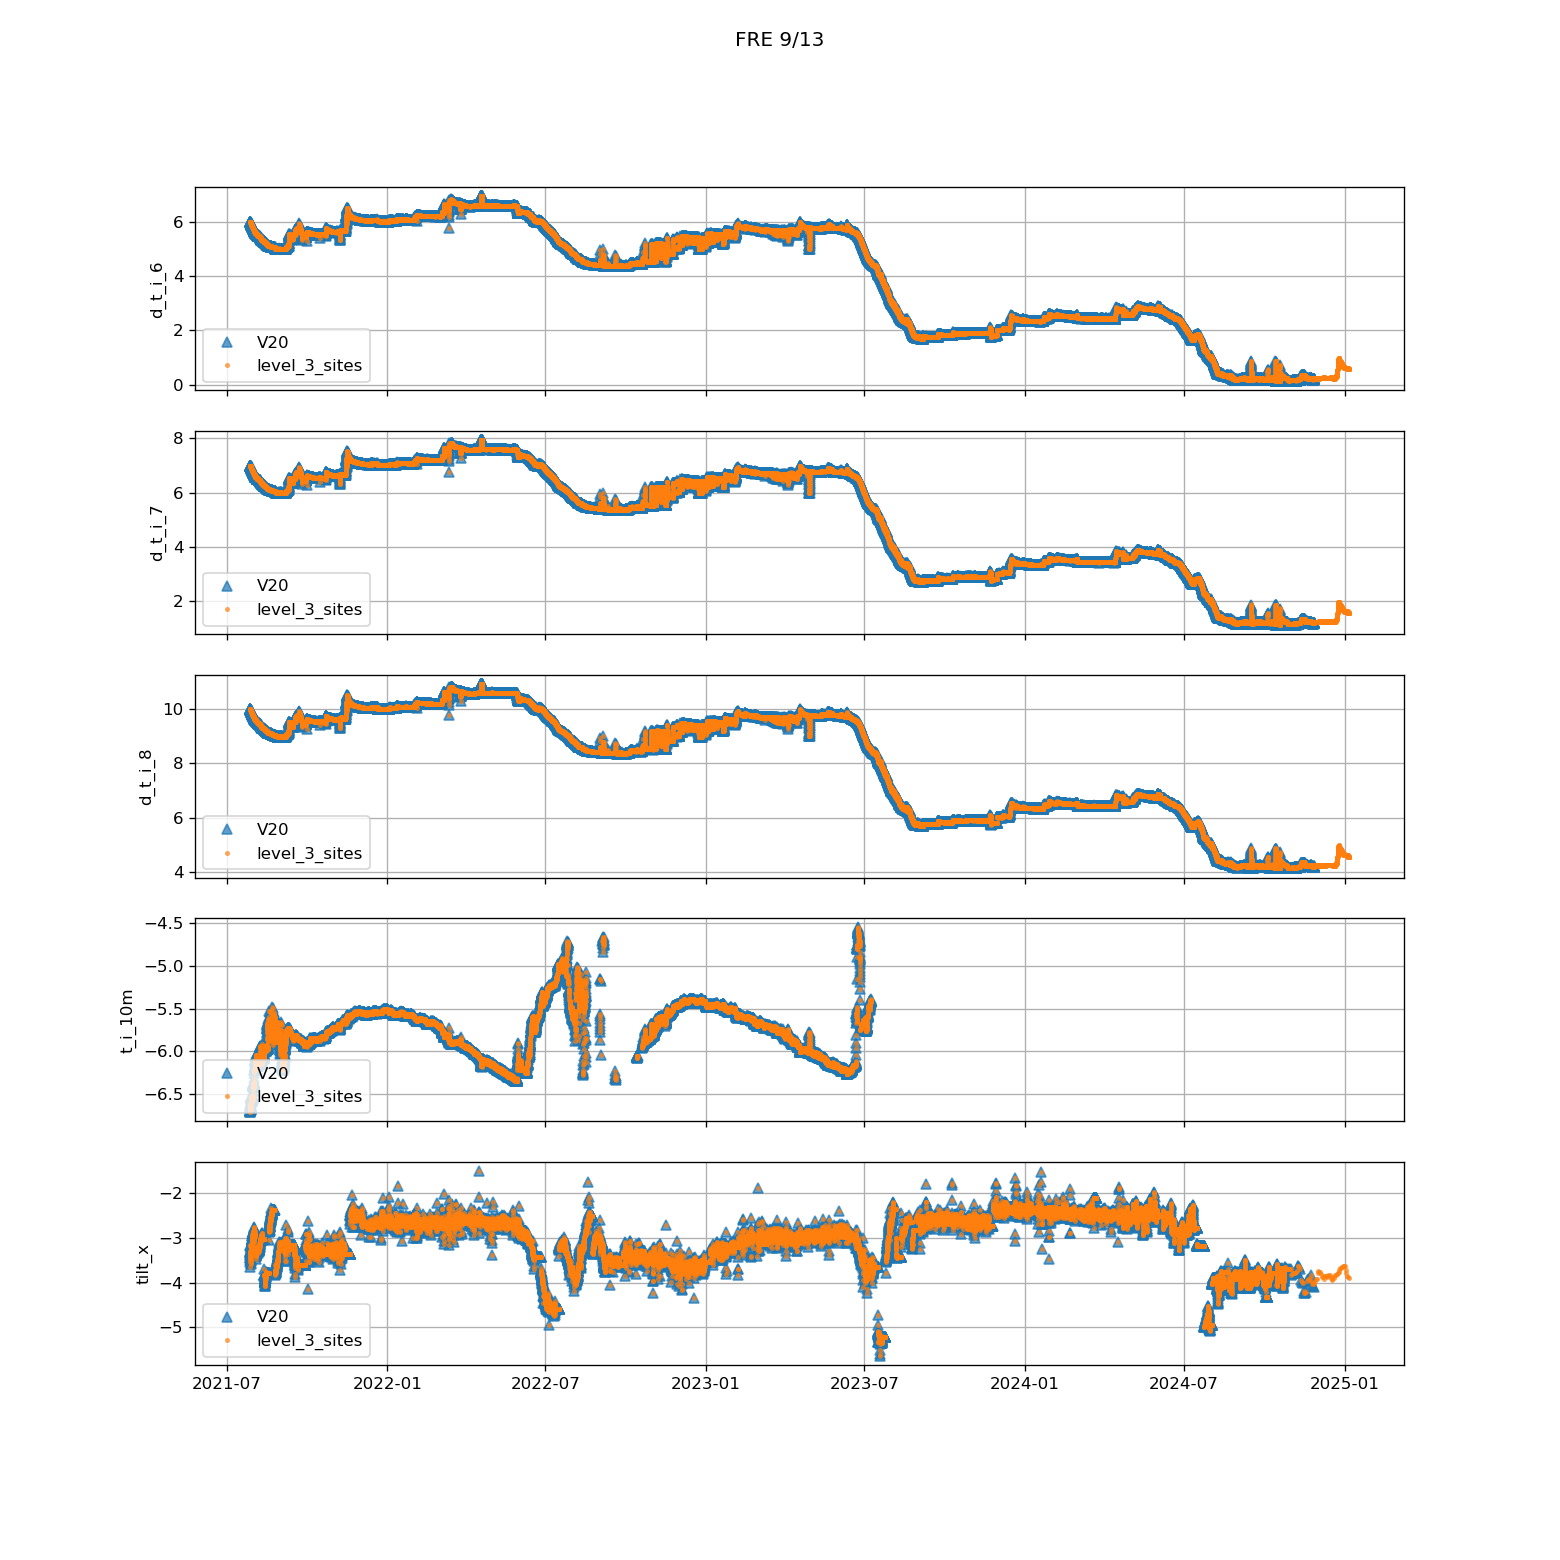 FRE 9/13
6
4
2
0
d_t_i_6
V20
level_3_sites
8
6
4
2
d_t_i_7
V20
level_3_sites
10
8
6
4
d_t_i_8
V20
level_3_sites
−4.5
−5.0
−5.5
−6.0
−6.5
t_i_10m
V20
level_3_sites
−2
−3
−4
−5
tilt_x
V20
level_3_sites
2021-07 2022-01 2022-07 2023-01 2023-07 2024-01 2024-07 2025-01